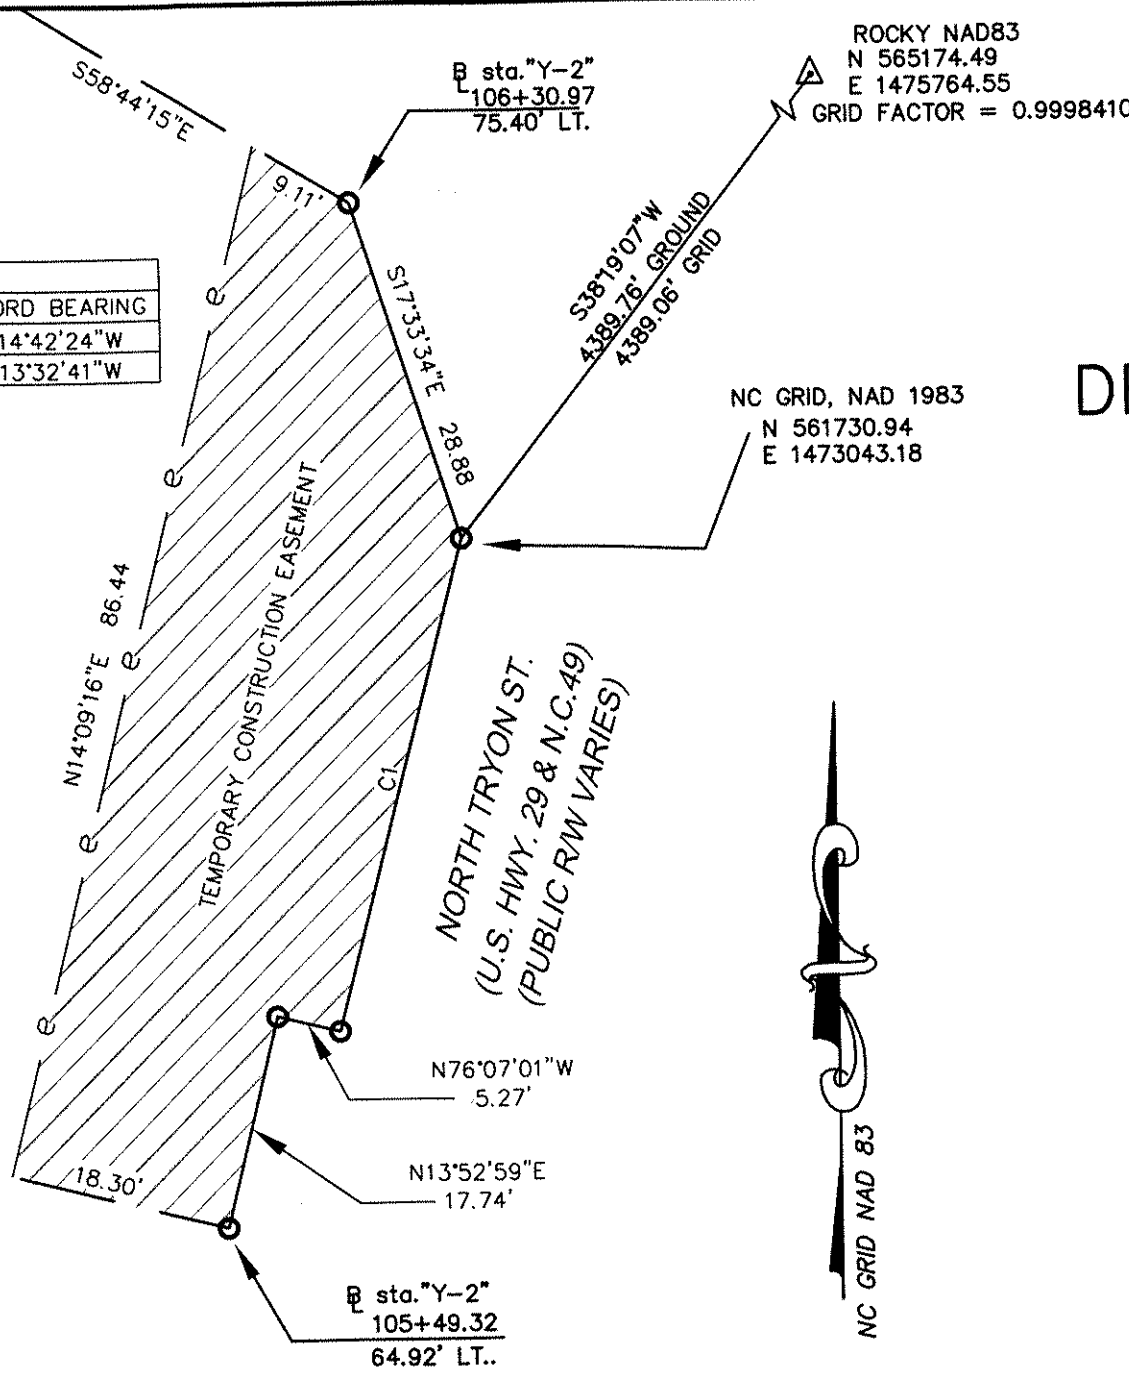 ROCKY NAD83
N 565174.49
E 1475764.55
GRID FACTOR = 0.9998410
S58°44'15"E
BL sta."Y-2"
106+30.97
75.40' LT.
9.11'
ORD BEARING
14°42'24"W
13°32'41"W
S17°33'34"E 28.88
S38°19'07"W
4389.76' GROUND
4389.06' GRID
NC GRID, NAD 1983
N 561730.94
E 1473043.18
e
e
e
e
e
N14°09'16"E 86.44
TEMPORARY CONSTRUCTION EASEMENT
C1
NORTH TRYON ST.
(U.S. HWY. 29 & N.C.49)
(PUBLIC R/W VARIES)
N76°07'01"W
5.27'
N13°52'59"E
17.74'
18.30'
BL sta."Y-2"
105+49.32
64.92' LT..
NC GRID NAD 83